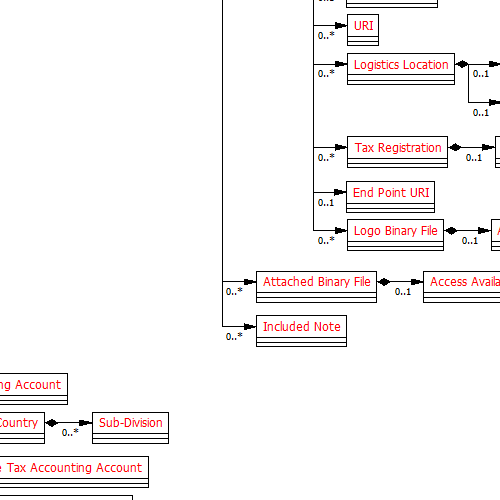 URI
0..*
Logistics Location
0..*
0..1
0..1
Tax Registration
0..*
0..1
End Point URI
0..1
Logo Binary File
0..*
0..1
Attached Binary File
Access Availa
0..*
0..1
Included Note
0..*
ng Account
Country
Sub-Division
0..*
e Tax Accounting Account